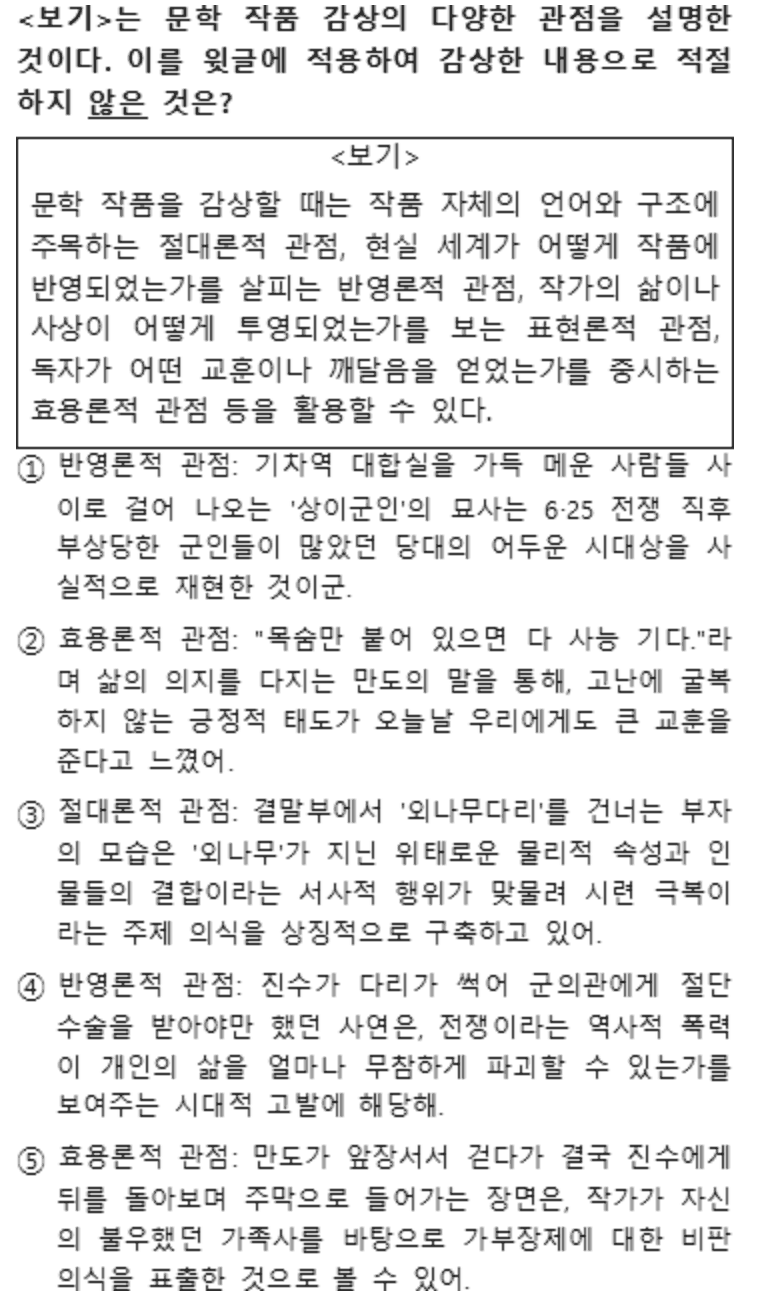 <보기>는 문학 작품 감상의 다양한 관점을 설명한
것이다. 이를 윗글에 적용하여 감상한 내용으로 적절
하지 않은 것은?
<보기>
문학 작품을 감상할 때는 작품 자체의 언어와 구조에
주목하는 절대론적 관점, 현실 세계가 어떻게 작품에
반영되었는가를 살피는 반영론적 관점, 작가의 삶이나
사상이 어떻게 투영되었는가를 보는 표현론적 관점,
독자가 어떤 교훈이나 깨달음을 얻었는가를 중시하는
효용론적 관점 등을 활용할 수 있다.
① 반영론적 관점: 기차역 대합실을 가득 메운 사람들 사
이로 걸어 나오는 '상이군인'의 묘사는 6·25 전쟁 직후
부상당한 군인들이 많았던 당대의 어두운 시대상을 사
실적으로 재현한 것이군.
② 효용론적 관점: "목숨만 붙어 있으면 다 사능 기다."라
며 삶의 의지를 다지는 만도의 말을 통해, 고난에 굴복
하지 않는 긍정적 태도가 오늘날 우리에게도 큰 교훈을
준다고 느꼈어.
③ 절대론적 관점: 결말부에서 '외나무다리'를 건너는 부자
의 모습은 '외나무'가 지닌 위태로운 물리적 속성과 인
물들의 결합이라는 서사적 행위가 맞물려 시련 극복이
라는 주제 의식을 상징적으로 구축하고 있어.
④ 반영론적 관점: 진수가 다리가 썩어 군의관에게 절단
수술을 받아야만 했던 사연은, 전쟁이라는 역사적 폭력
이 개인의 삶을 얼마나 무참하게 파괴할 수 있는가를
보여주는 시대적 고발에 해당해.
⑤ 효용론적 관점: 만도가 앞장서서 걷다가 결국 진수에게
뒤를 돌아보며 주막으로 들어가는 장면은, 작가가 자신
의 불우했던 가족사를 바탕으로 가부장제에 대한 비판
의식을 표출한 것으로 볼 수 있어.